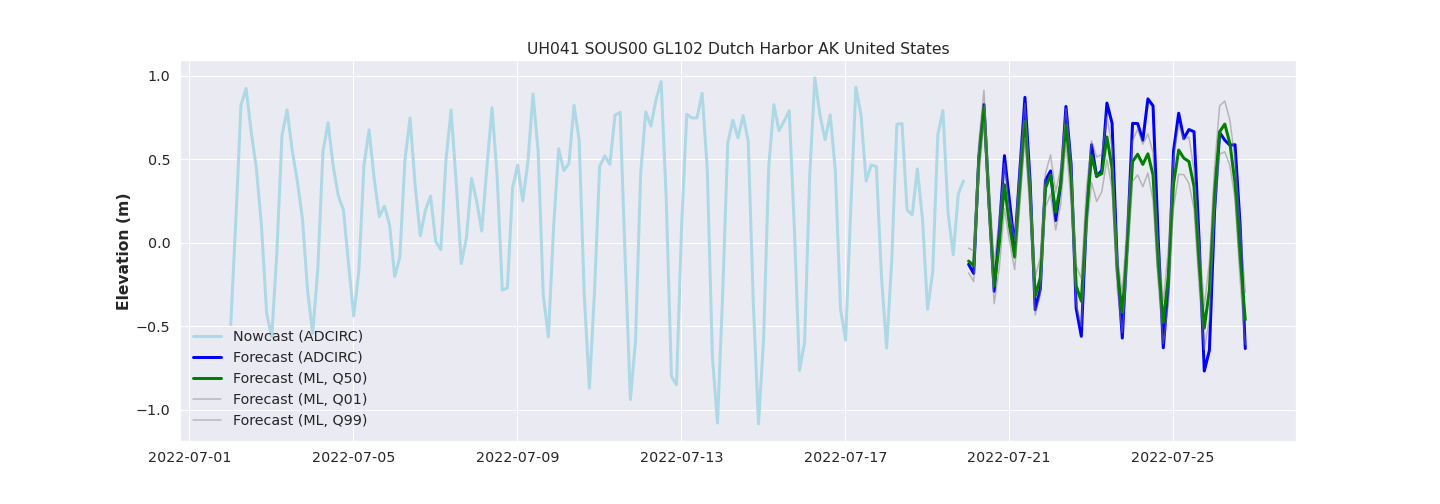 UH041 SOUS00 GL102 Dutch Harbor AK United States
1.0
0.5
0.0
−0.5
−1.0
Elevation (m)
Nowcast (ADCIRC)
Forecast (ADCIRC)
Forecast (ML, Q50)
Forecast (ML, Q01)
Forecast (ML, Q99)
2022-07-01 2022-07-05 2022-07-09 2022-07-13 2022-07-17 2022-07-21 2022-07-25